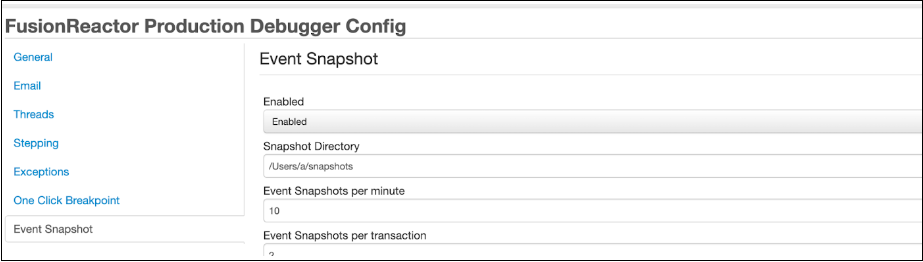 FusionReactor Production Debugger Config
General
Email
Threads
Stepping
Exceptions
One Click Breakpoint
Event Snapshot
Event Snapshot
Enabled
Enabled
Snapshot Directory
/Users/a/snapshots
Event Snapshots per minute
10
Event Snapshots per transaction